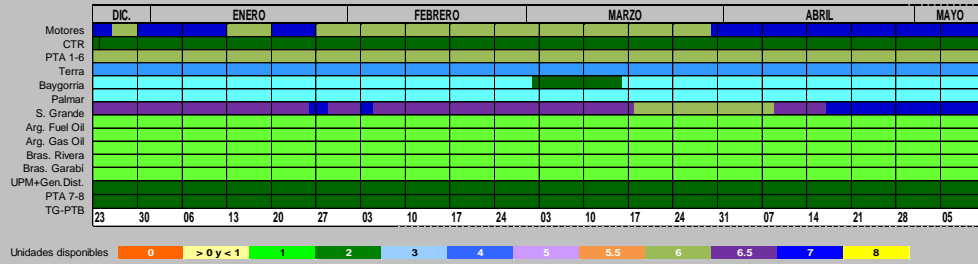 DIC. ENERO FEBRERO MARZO ABRIL MAYO
Motores
CTR
PTA 1-6
Terra
Baygorria
Palmar
S. Grande
Arg. Fuel Oil
Arg. Gas Oil
Bras. Rivera
Bras. Garabí
UPM+Gen.Dist.
PTA 7-8
TG-PTB
23 30 06 13 20 27 03 10 17 24 03 10 17 24 31 07 14 21 28 05
Unidades disponibles 0 > 0 y < 1 1 2 3 4 5 5.5 6 6.5 7 8